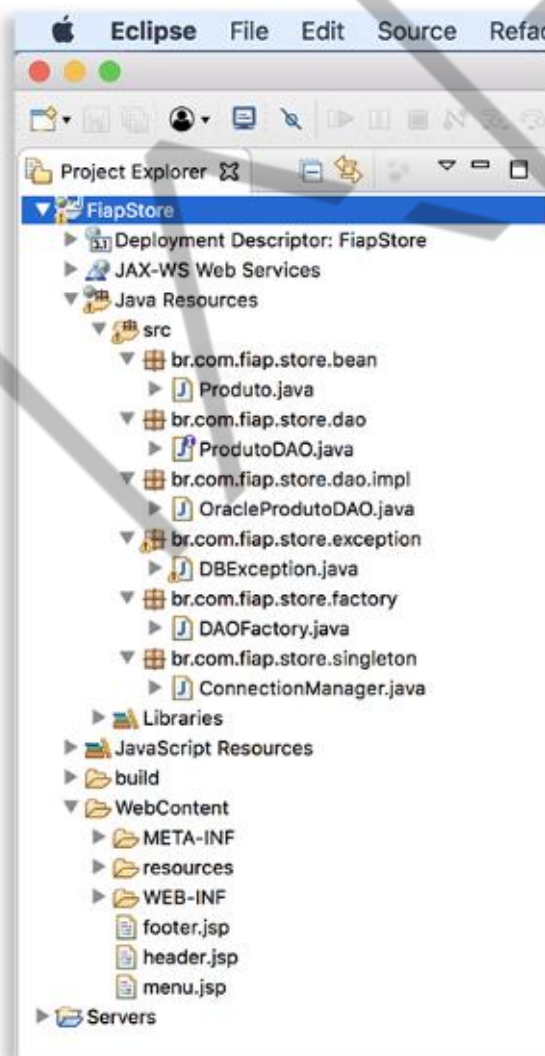 Eclipse File Edit Source Refac
Project Explorer
FiapStore
Deployment Descriptor: FiapStore
JAX-WS Web Services
Java Resources
src
br.com.fiap.store.bean
Produto.java
br.com.fiap.store.dao
ProdutoDAO.java
br.com.fiap.store.dao.impl
OracleProdutoDAO.java
br.com.fiap.store.exception
DBException.java
br.com.fiap.store.factory
DAOFactory.java
br.com.fiap.store.singleton
ConnectionManager.java
Libraries
JavaScript Resources
build
WebContent
META-INF
resources
WEB-INF
footer.jsp
header.jsp
menu.jsp
Servers